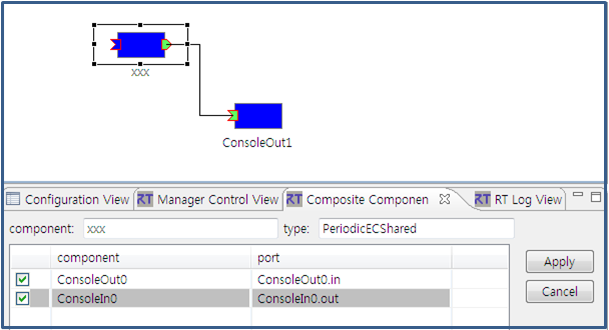 xxx
ConsoleOut1
Configuration View RT Manager Control View RT Composite Componen RT RT Log View
component: xxx type: PeriodicECShared
component port
ConsoleOut0 ConsoleOut0.in Apply
ConsoleIn0 ConsoleIn0.out Cancel